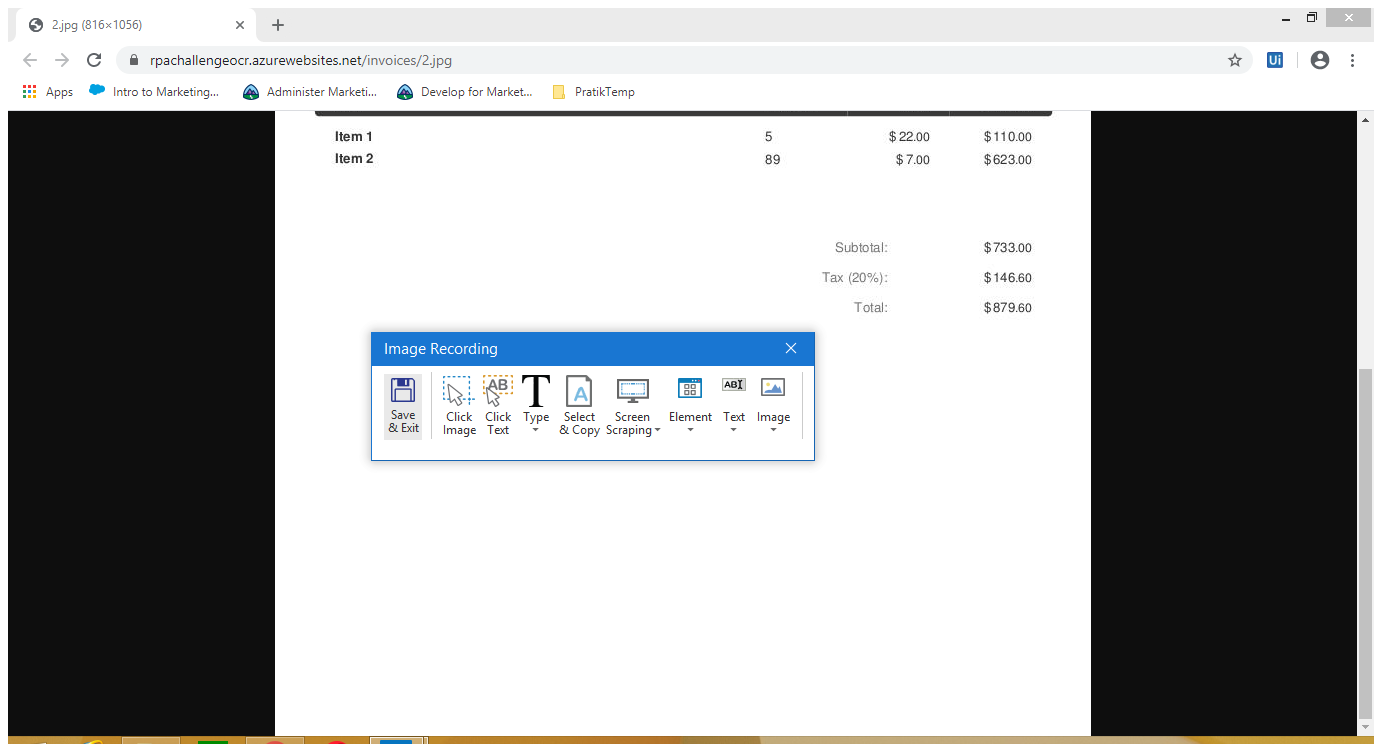 2.jpg (816×1056)
rpachallengeocr.azurewebsites.net/invoices/2.jpg
Ui
Apps Intro to Marketing... Administer Marketi... Develop for Market... PratikTemp
Item 1 5 $ 22.00 $ 110.00
Item 2 89 $ 7.00 $ 623.00
Subtotal: $ 733.00
Tax (20%): $ 146.60
Total: $ 879.60
Image Recording
AB T A ABI
Save & Exit
Click Image
Click Text
Type
Select & Copy
Screen Scraping
Element
Text
Image